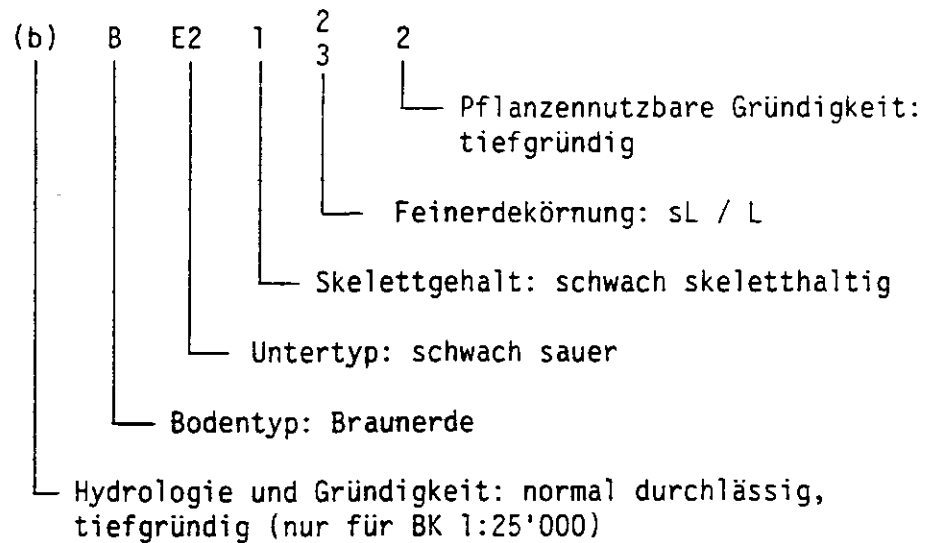 (b) B E2 1 2 2
3
Pflanzennutzbare Gründigkeit:
tiefgründig
Feinerdekörnung: sL / L
Skelettgehalt: schwach skeletthaltig
Untertyp: schwach sauer
Bodentyp: Braunerde
Hydrologie und Gründigkeit: normal durchlässig,
tiefgründig (nur für BK 1:25'000)